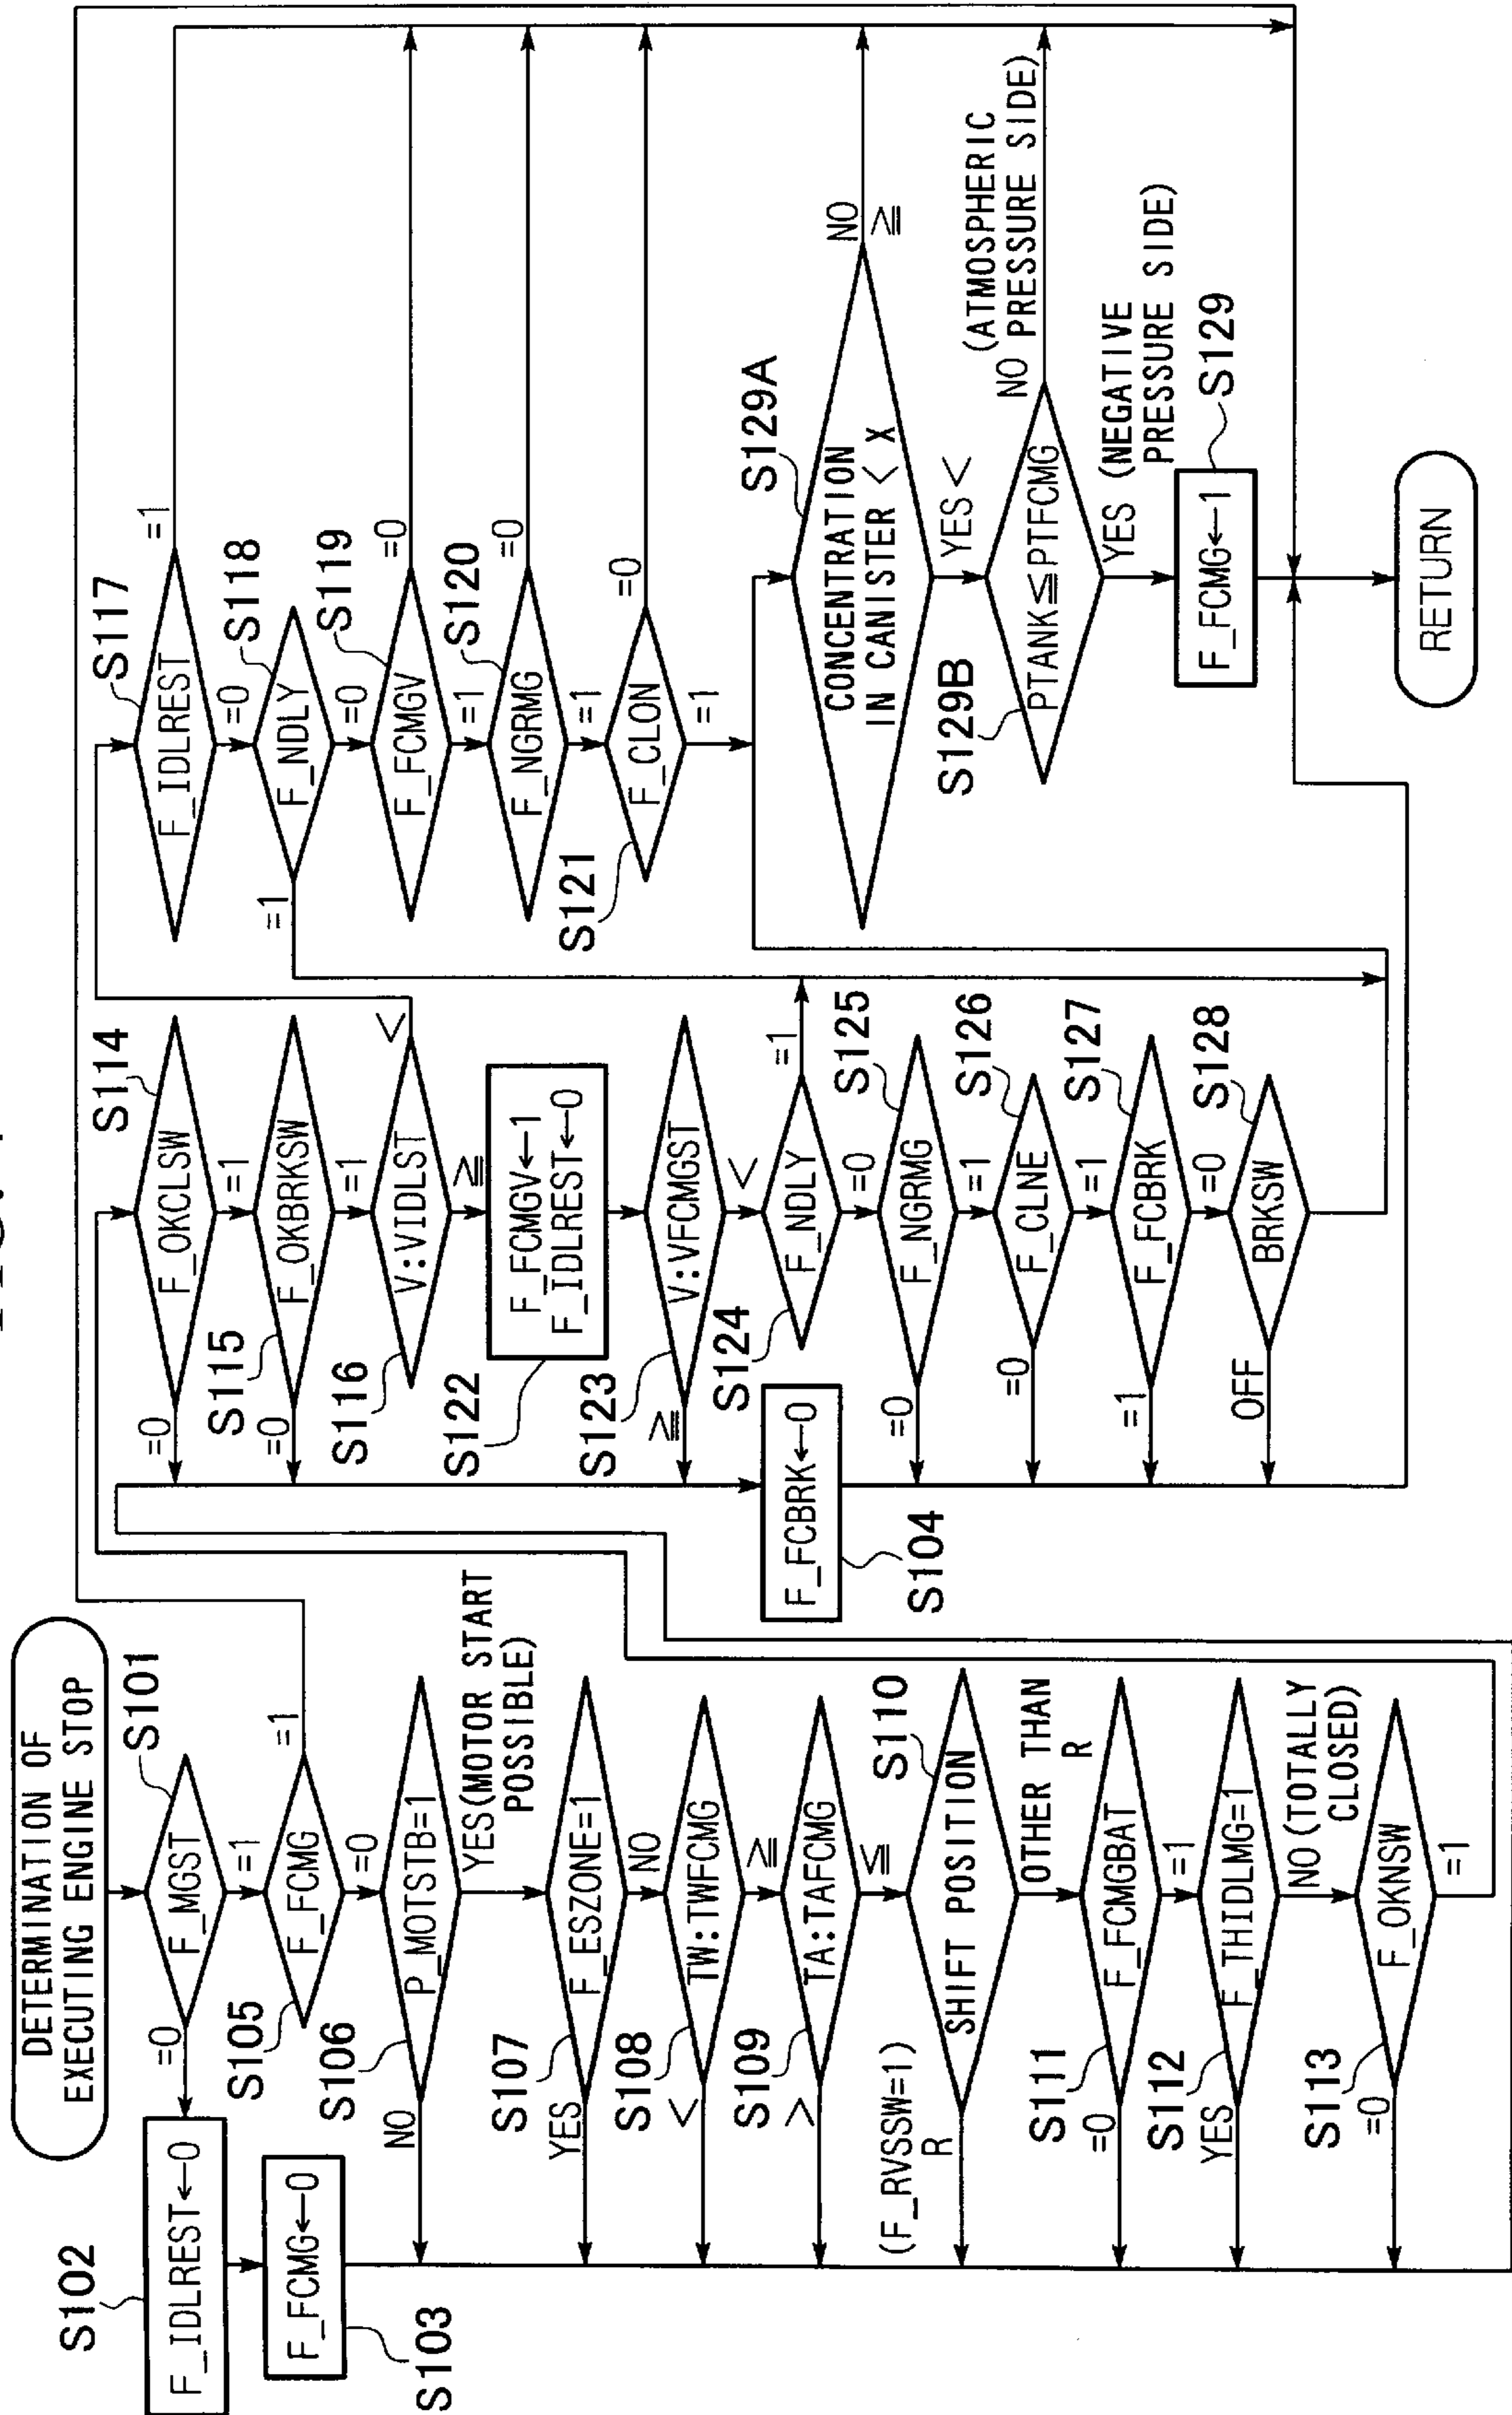 DETERMINATION OF
EXECUTING ENGINE STOP
S101
F_MGST
=0
=1
S102
F_IDLREST←0
F_FCMG←0
S103
S105
F_FCMG
=1
=0
S106
P_MOTSTB=1
NO
YES(MOTOR START
POSSIBLE)
S107
F_ESZONE=1
YES
NO
S108
TW:TWFCMG
<
≧
S109
TA:TAFCMG
>
≦
S110
SHIFT POSITION
(F_RVSSW=1)
R
OTHER THAN
R
S111
F_FCMGBAT
=0
=1
S112
F_THIDLMG=1
YES
NO(TOTALLY
CLOSED)
S113
F_OKNSW
=0
=1
S114
F_OKCLSW
=0
=1
S115
F_OKBRKSW
=0
=1
S116
V:VIDLST
<
≧
S122
F_FCMGV←1
F_IDLREST←0
S123
V:VFCMGST
≧
<
F_FCBRK←0
S104
S124
F_NDLY
=1
=0
S125
F_NGRMG
=0
=1
S126
F_CLNE
=0
=1
S127
F_FCBRK
=1
=0
S128
BRKSW
OFF
S117
F_IDLREST
=1
=0
S118
F_NDLY
=1
=0
S119
F_FCMGV
=0
=1
S120
F_NGRMG
=0
=1
S121
F_CLON
=0
=1
S129A
CONCENTRATION
IN CANISTER < X
NO
≧
YES <
S129B
PTANK≦PTFCMG
NO (ATMOSPHERIC
PRESSURE SIDE)
YES (NEGATIVE
PRESSURE SIDE)
F_FCMG←1
S129
RETURN